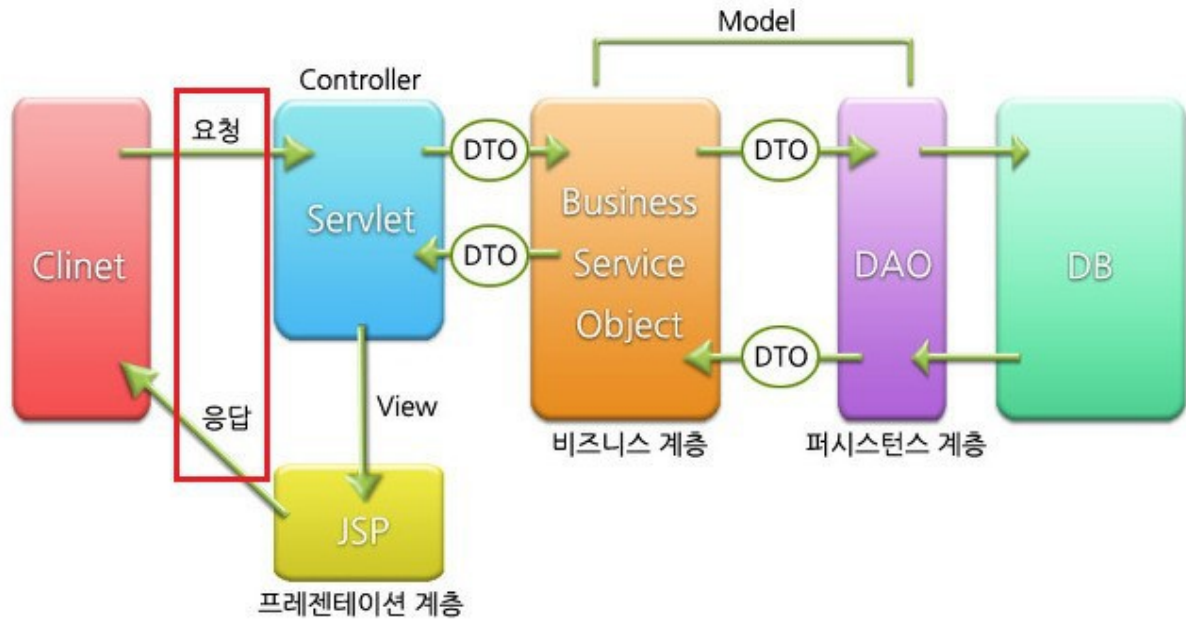 Model
Controller
요청
DTO
DTO
Servlet
Business
Service
Object
DTO
Clinet
DAO
DB
DTO
응답
View
비즈니스 계층
퍼시스턴스 계층
JSP
프레젠테이션 계층